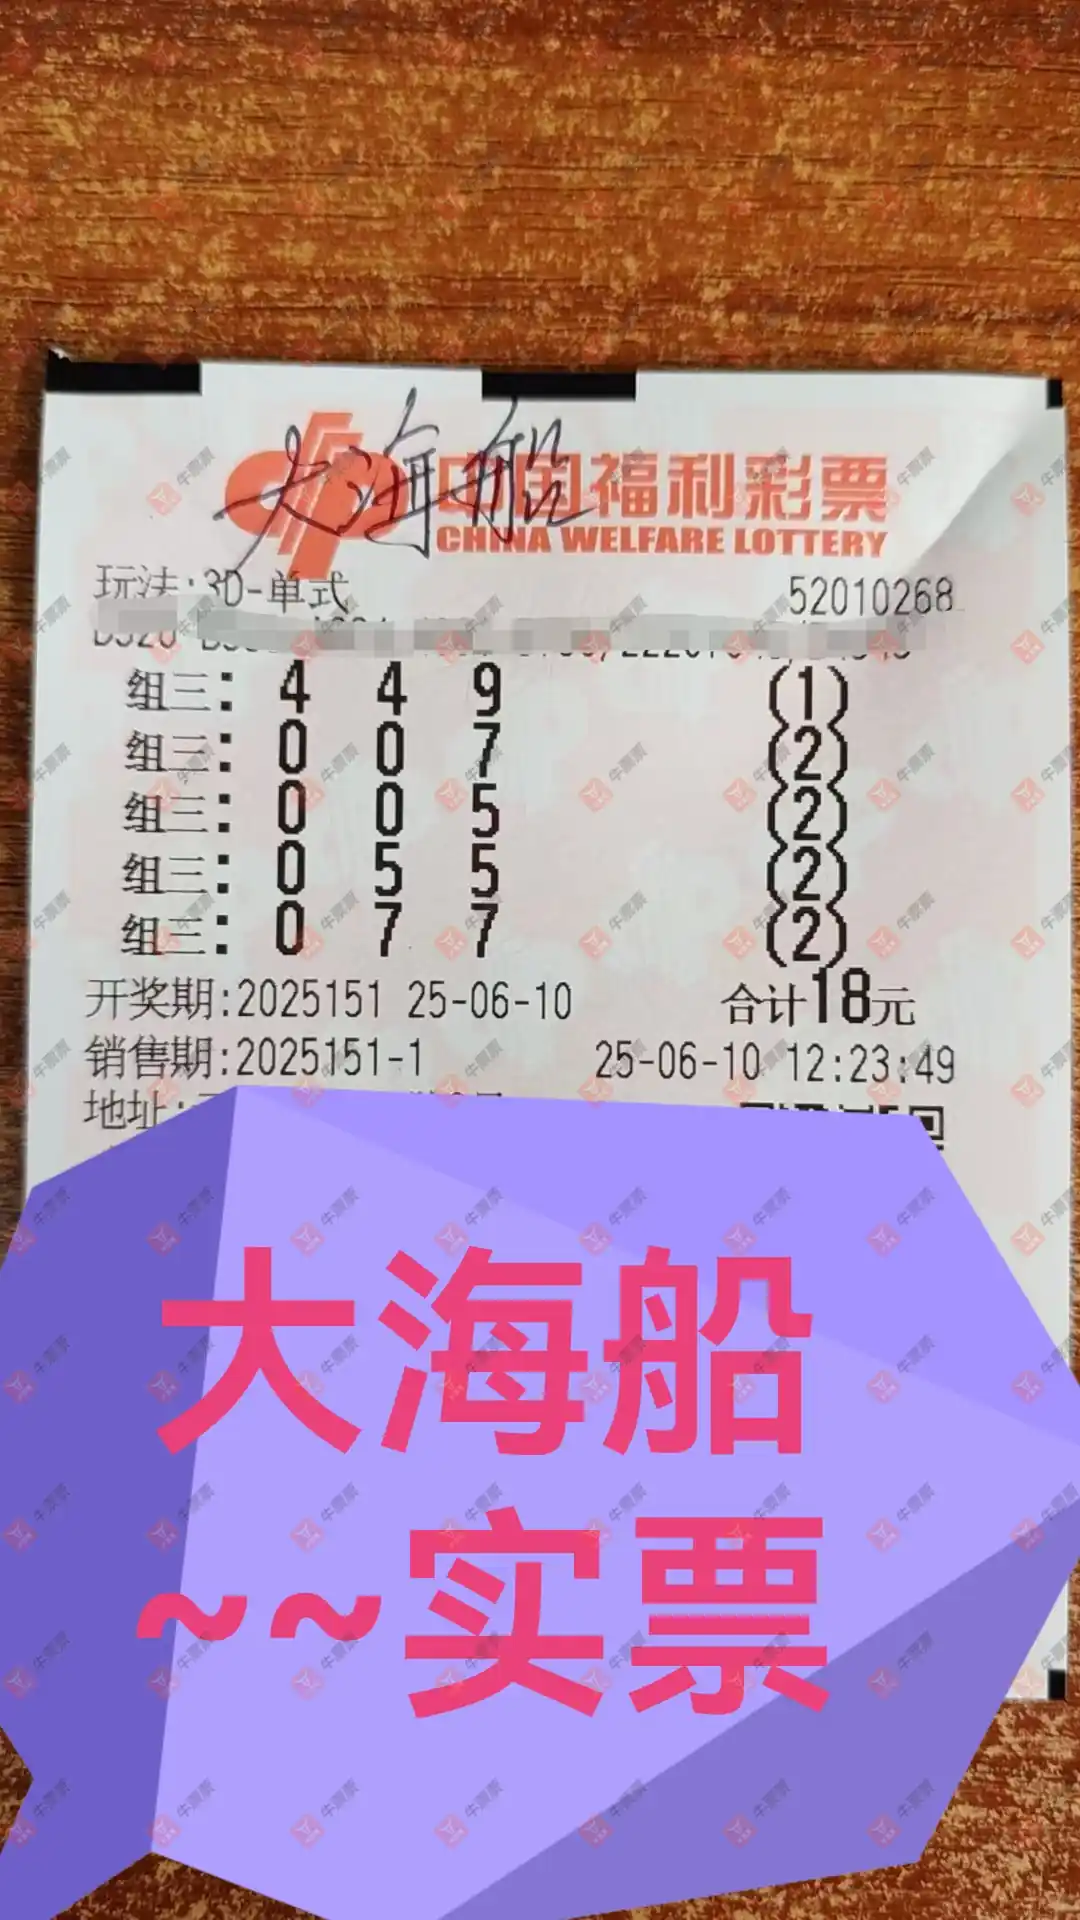 大海船
中国福利彩票
CHINA WELFARE LOTTERY
玩法:3D-单式 52010268
组三: 4 4 9 (1)
组三: 0 0 7 (2)
组三: 0 0 5 (2)
组三: 0 5 5 (2)
组三: 0 7 7 (2)
开奖期:2025151 25-06-10 合计18元
销售期:2025151-1 25-06-10 12:23:49
地址:
大海船
~~实票
牛票票